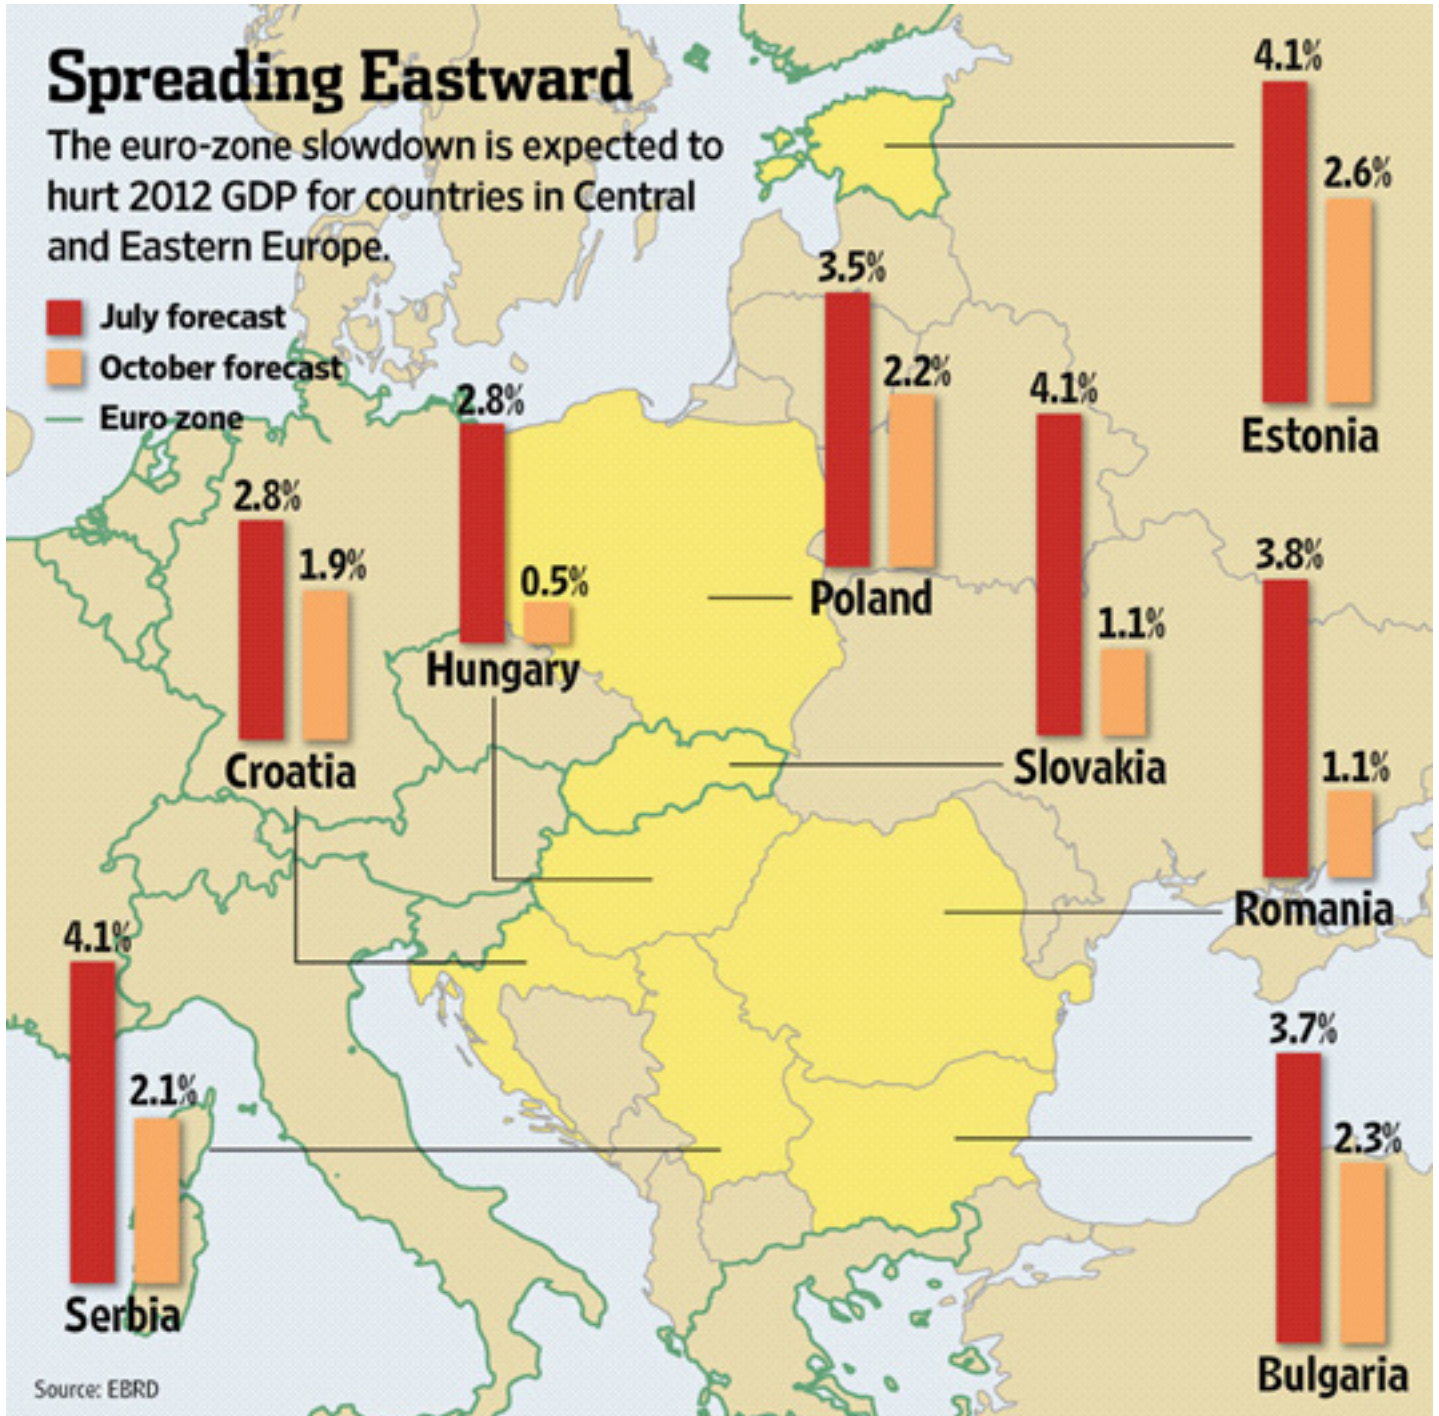 Spreading Eastward
The euro-zone slowdown is expected to
hurt 2012 GDP for countries in Central
and Eastern Europe.
July forecast
October forecast
Euro zone
4.1%
2.6%
Estonia
3.5%
2.2%
Poland
4.1%
1.1%
Slovakia
2.8%
0.5%
Hungary
2.8%
1.9%
Croatia
3.8%
1.1%
Romania
4.1%
2.1%
Serbia
3.7%
2.3%
Bulgaria
Source: EBRD